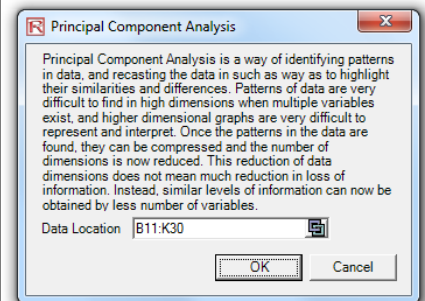 Principal Component Analysis
Principal Component Analysis is a way of identifying patterns
in data, and recasting the data in such as way as to highlight
their similarities and differences. Patterns of data are very
difficult to find in high dimensions when multiple variables
exist, and higher dimensional graphs are very difficult to
represent and interpret. Once the patterns in the data are
found, they can be compressed and the number of
dimensions is now reduced. This reduction of data
dimensions does not mean much reduction in loss of
information. Instead, similar levels of information can now be
obtained by less number of variables.
Data Location B11:K30
OK Cancel